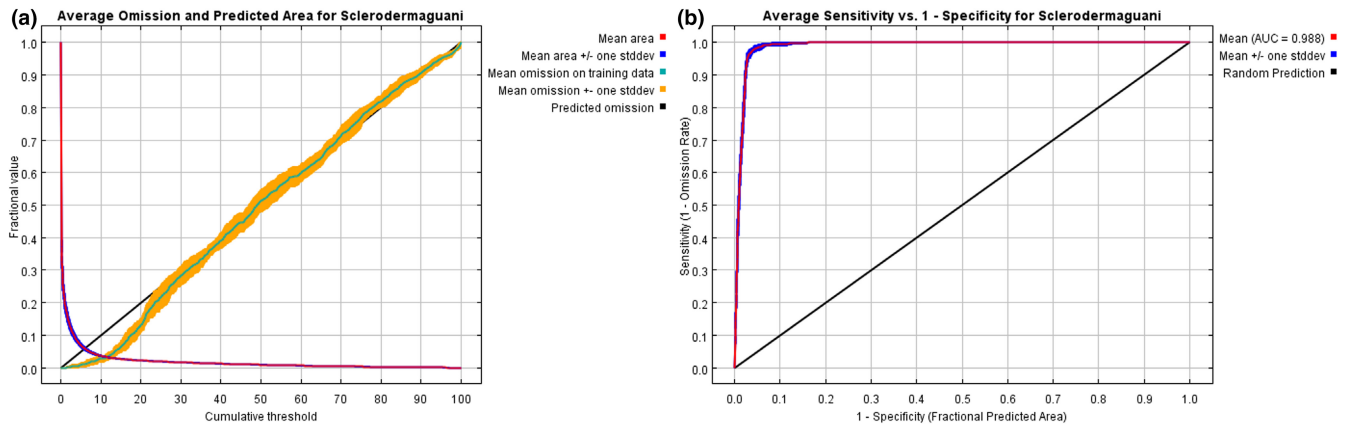 (a)
Average Omission and Predicted Area for Sclerodermaguani
Mean area
Mean area +/- one stddev
Mean omission on training data
Mean omission +- one stddev
Predicted omission
Fractional value
1.0
0.9
0.8
0.7
0.6
0.5
0.4
0.3
0.2
0.1
0.0
0 10 20 30 40 50 60 70 80 90 100
Cumulative threshold
(b)
Average Sensitivity vs. 1 - Specificity for Sclerodermaguani
Mean (AUC = 0.988)
Mean +/- one stddev
Random Prediction
Sensitivity (1 - Omission Rate)
1.0
0.9
0.8
0.7
0.6
0.5
0.4
0.3
0.2
0.1
0.0
0.0 0.1 0.2 0.3 0.4 0.5 0.6 0.7 0.8 0.9 1.0
1 - Specificity (Fractional Predicted Area)